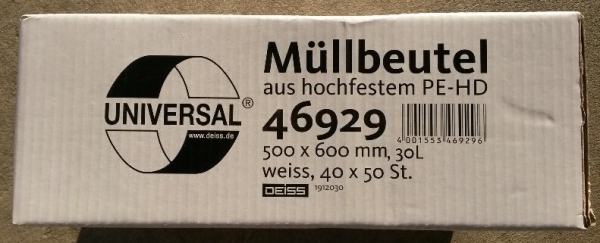 UNIVERSAL®
www.deiss.de
Müllbeutel
aus hochfestem PE-HD
46929
4 001553 469296
500 x 600 mm, 30L
weiss, 40 x 50 St.
DEISS 1912030